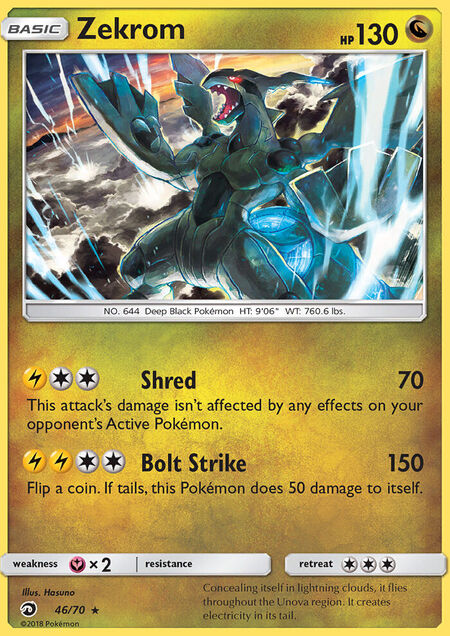 BASIC Zekrom HP 130
NO. 644 Deep Black Pokémon HT: 9'06" WT: 760.6 lbs.
Shred 70
This attack's damage isn't affected by any effects on your
opponent's Active Pokémon.
Bolt Strike 150
Flip a coin. If tails, this Pokémon does 50 damage to itself.
weakness ×2 resistance retreat
Illus. Hasuno
46/70 ★
©2018 Pokémon
Concealing itself in lightning clouds, it flies
throughout the Unova region. It creates
electricity in its tail.